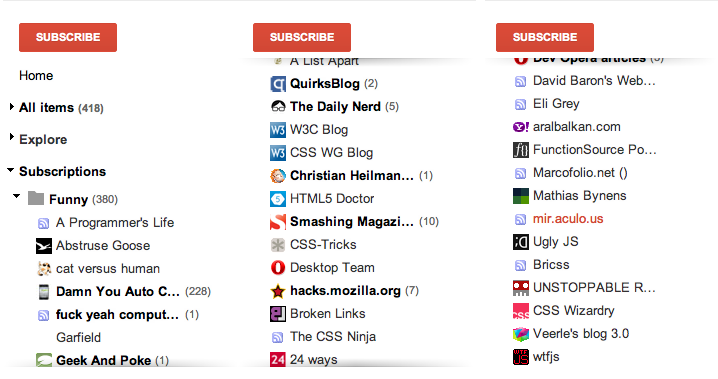 SUBSCRIBE
Home
All items (418)
Explore
Subscriptions
Funny (380)
A Programmer's Life
Abstruse Goose
cat versus human
Damn You Auto C... (228)
fuck yeah comput... (1)
Garfield
Geek And Poke (1)
SUBSCRIBE
A List Apart
QuirksBlog (2)
The Daily Nerd (5)
W3C Blog
CSS WG Blog
Christian Heilman... (1)
HTML5 Doctor
Smashing Magazi... (10)
CSS-Tricks
Desktop Team
hacks.mozilla.org (7)
Broken Links
The CSS Ninja
24 ways
SUBSCRIBE
Dev Opera articles
David Baron's Web...
Eli Grey
aralbalkan.com
FunctionSource Po...
Marcofolio.net ()
Mathias Bynens
mir.aculo.us
Ugly JS
Bricss
UNSTOPPABLE R...
CSS Wizardry
Veerle's blog 3.0
wtfjs